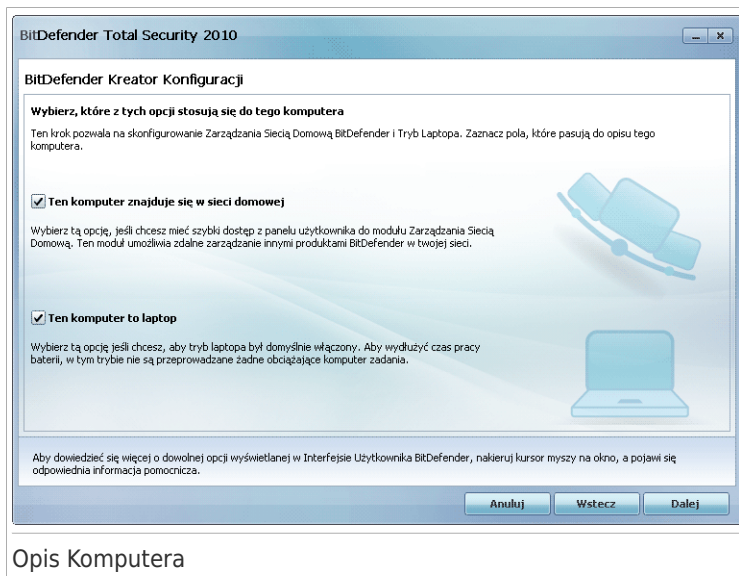 BitDefender Total Security 2010
BitDefender Kreator Konfiguracji
Wybierz, które z tych opcji stosują się do tego komputera
Ten krok pozwala na skonfigurowanie Zarządzania Siecią Domową BitDefender i Tryb Laptopa. Zaznacz pola, które pasują do opisu tego
komputera.
Ten komputer znajduje się w sieci domowej
Wybierz tą opcję, jeśli chcesz mieć szybki dostęp z panelu użytkownika do modułu Zarządzania Siecią
Domową. Ten moduł umożliwia zdalne zarządzanie innymi produktami BitDefender w twojej sieci.
Ten komputer to laptop
Wybierz tą opcję jeśli chcesz, aby tryb laptopa był domyślnie włączony. Aby wydłużyć czas pracy
baterii, w tym trybie nie są przeprowadzane żadne obciążające komputer zadania.
Aby dowiedzieć się więcej o dowolnej opcji wyświetlanej w Interfejsie Użytkownika BitDefender, nakieruj kursor myszy na okno, a pojawi się
odpowiednia informacja pomocnicza.
Anuluj Wstecz Dalej
Opis Komputera